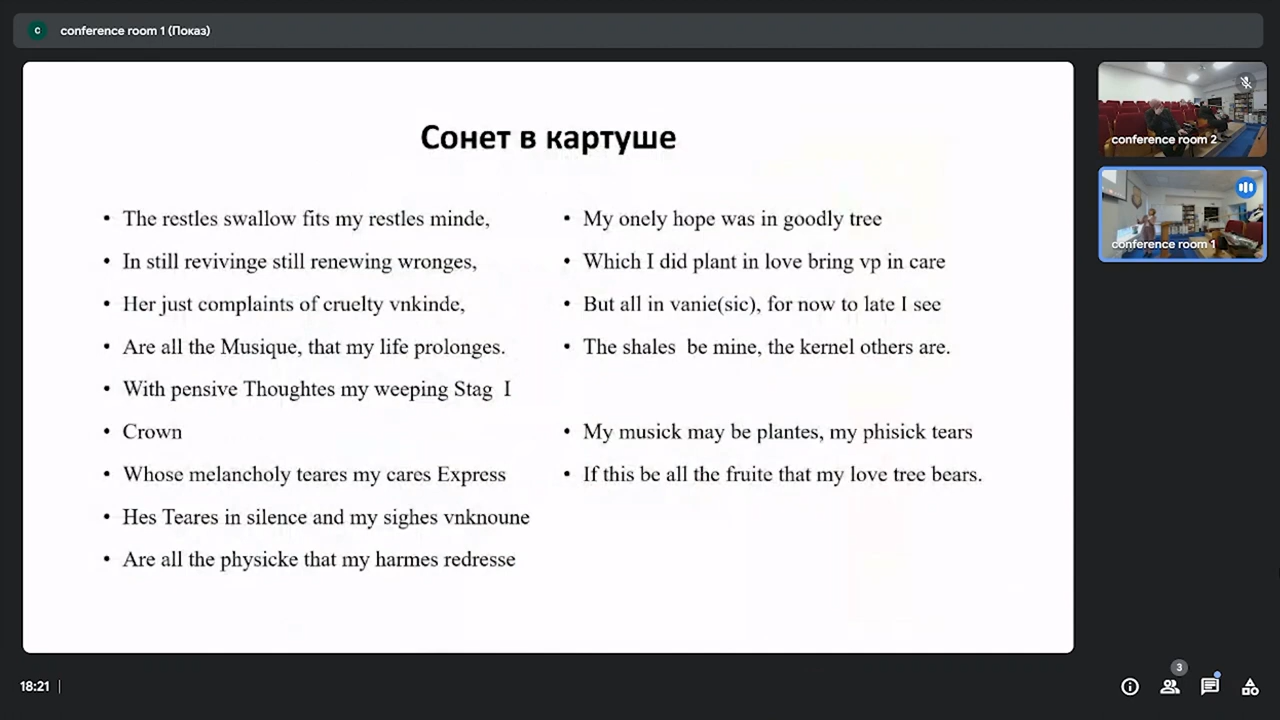 c conference room 1 (Показ)
Сонет в картуше
• The restles swallow fits my restles minde,
• In still revivinge still renewing wronges,
• Her just complaints of cruelty vnkinde,
• Are all the Musique, that my life prolonges.
• With pensive Thoughtes my weeping Stag I
• Crown
• Whose melancholy teares my cares Express
• Hes Teares in silence and my sighes vnknoune
• Are all the physicke that my harmes redresse
• My onely hope was in goodly tree
• Which I did plant in love bring vp in care
• But all in vanie(sic), for now to late I see
• The shales be mine, the kernel others are.
• My musick may be plantes, my phisick tears
• If this be all the fruite that my love tree bears.
conference room 2
conference room 1
18:21
3